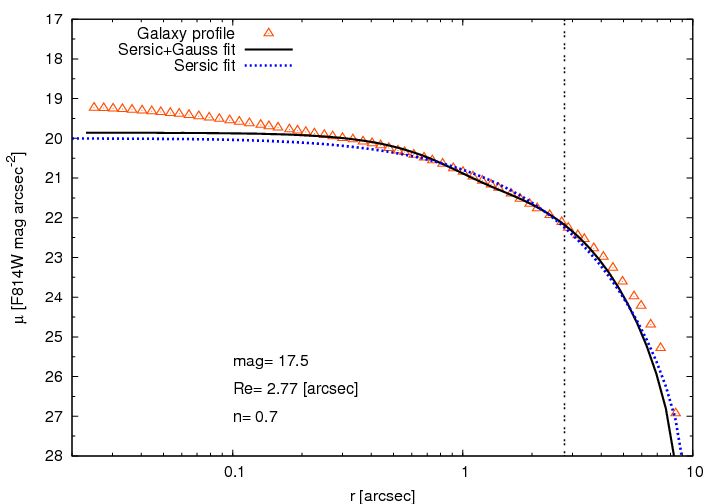 Galaxy profile
Sersic+Gauss fit
Sersic fit
17
18
19
20
21
22
23
24
25
26
27
28
μ [F814W mag arcsec-2]
mag= 17.5
Re= 2.77 [arcsec]
n= 0.7
0.1 1 10
r [arcsec]